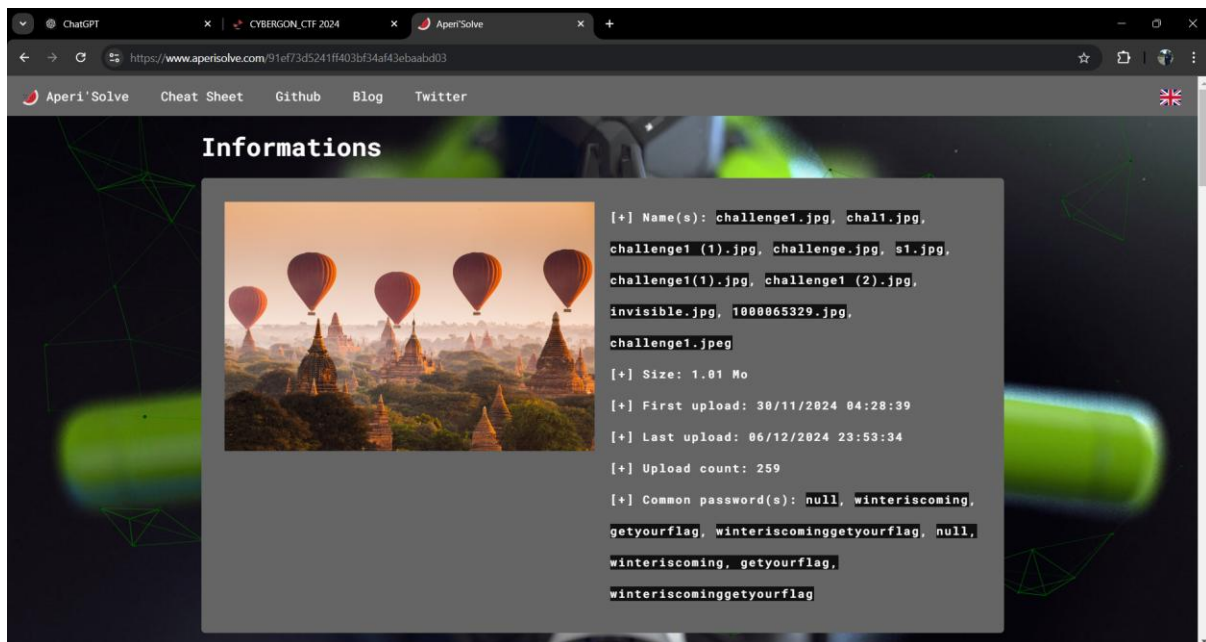 ChatGPT
CYBERGON_CTF 2024
Aperi'Solve
https://www.aperisolve.com/91ef73d5241ff403bf34af43ebaabd03
Aperi'Solve Cheat Sheet Github Blog Twitter
Informations
[+] Name(s): challenge1.jpg, chal1.jpg,
challenge1 (1).jpg, challenge.jpg, s1.jpg,
challenge1(1).jpg, challenge1 (2).jpg,
invisible.jpg, 1000065329.jpg,
challenge1.jpeg
[+] Size: 1.01 Mo
[+] First upload: 30/11/2024 04:28:39
[+] Last upload: 06/12/2024 23:53:34
[+] Upload count: 259
[+] Common password(s): null, winteriscoming,
getyourflag, winteriscominggetyourflag, null,
winteriscoming, getyourflag,
winteriscominggetyourflag